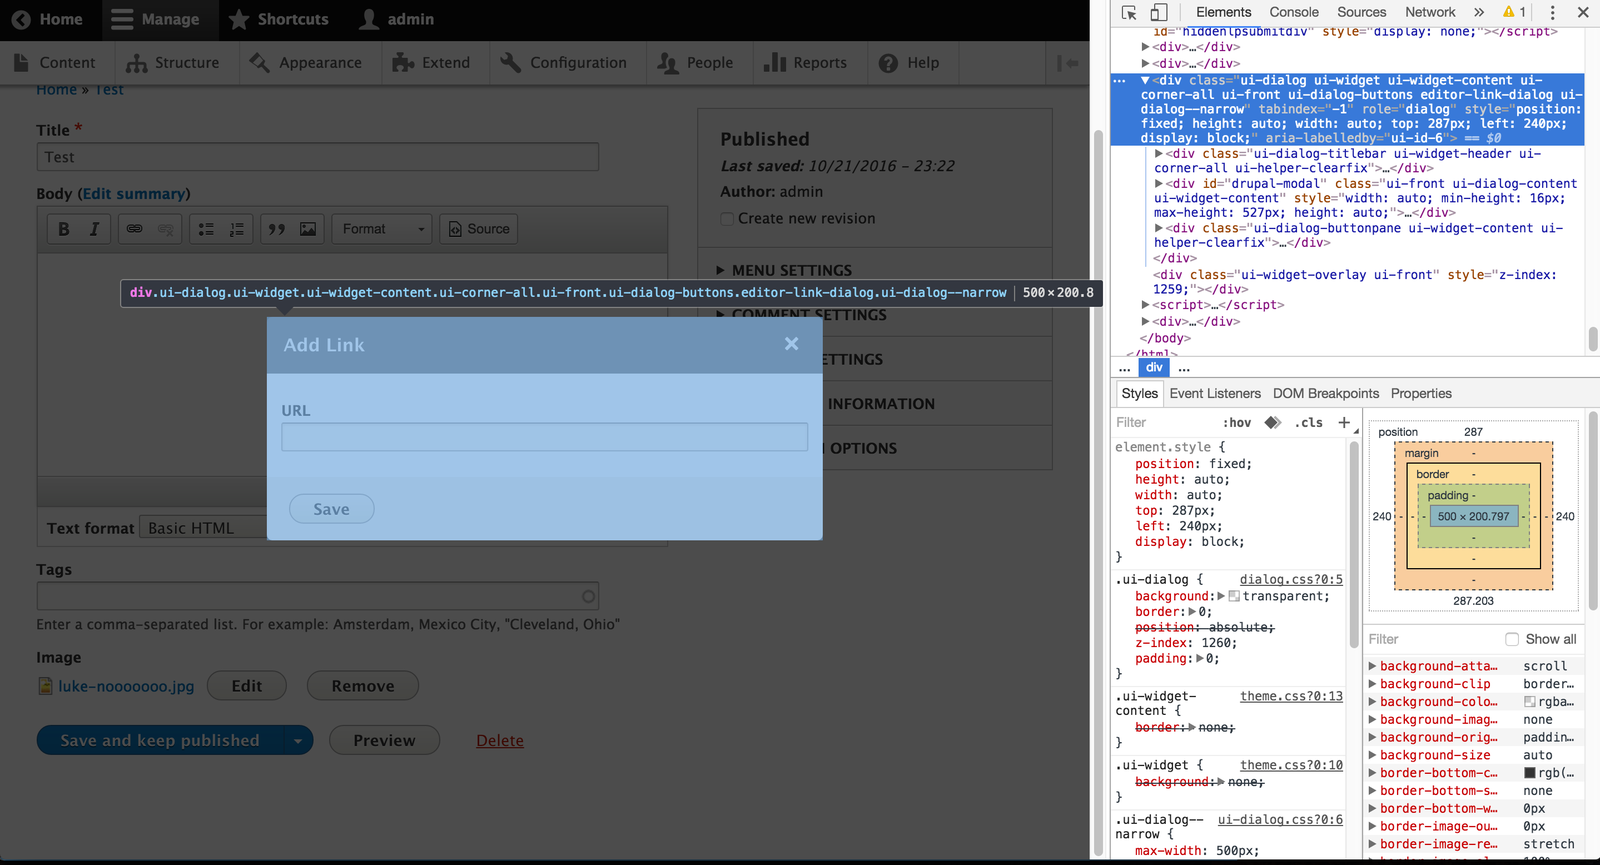 Home
Manage
Shortcuts
admin
Content
Structure
Appearance
Extend
Configuration
People
Reports
Help
Home » Test
Title *
Test
Body (Edit summary)
B I
Format
Source
Published
Last saved: 10/21/2016 - 23:22
Author: admin
Create new revision
MENU SETTINGS
COMMENT SETTINGS
ETTINGS
INFORMATION
OPTIONS
div.ui-dialog.ui-widget.ui-widget-content.ui-corner-all.ui-front.ui-dialog-buttons.editor-link-dialog.ui-dialog--narrow | 500×200.8
Add Link
×
URL
Save
Text format Basic HTML
Tags
Enter a comma-separated list. For example: Amsterdam, Mexico City, "Cleveland, Ohio"
Image
luke-nooooooo.jpg
Edit
Remove
Save and keep published
Preview
Delete
Elements Console Sources Network » 1
id="hiddenlpsubmitdiv" style="display: none;"></script>
▶<div>…</div>
▶<div>…</div>
… ▼<div class="ui-dialog ui-widget ui-widget-content ui-
corner-all ui-front ui-dialog-buttons editor-link-dialog ui-
dialog--narrow" tabindex="-1" role="dialog" style="position:
fixed; height: auto; width: auto; top: 287px; left: 240px;
display: block;" aria-labelledby="ui-id-6"> == $0
▶<div class="ui-dialog-titlebar ui-widget-header ui-
corner-all ui-helper-clearfix">…</div>
▶<div id="drupal-modal" class="ui-front ui-dialog-content
ui-widget-content" style="width: auto; min-height: 16px;
max-height: 527px; height: auto;">…</div>
▶<div class="ui-dialog-buttonpane ui-widget-content ui-
helper-clearfix">…</div>
</div>
<div class="ui-widget-overlay ui-front" style="z-index:
1259;"></div>
▶<script>…</script>
▶<div>…</div>
</body>
</html>
... div ...
Styles Event Listeners DOM Breakpoints Properties
Filter :hov .cls +
element.style {
position: fixed;
height: auto;
width: auto;
top: 287px;
left: 240px;
display: block;
}
.ui-dialog { dialog.css?0:5
background:▶ transparent;
border:▶0;
position: absolute;
z-index: 1260;
padding:▶0;
}
.ui-widget- theme.css?0:13
content {
border:▶none;
}
.ui-widget { theme.css?0:10
background:▶ none;
}
.ui-dialog-- ui-dialog.css?0:6
narrow {
max-width: 500px;
position 287
margin -
border -
padding -
240 - - - 500 × 200.797 - - - 240
-
-
-
287.203
Filter Show all
▶background-atta… scroll
▶background-clip border…
▶background-colo… rgba…
▶background-imag… none
▶background-orig… paddin…
▶background-size auto
▶border-bottom-c… rgb(…
▶border-bottom-s… none
▶border-bottom-w… 0px
▶border-image-ou… 0px
▶border-image-re… stretch